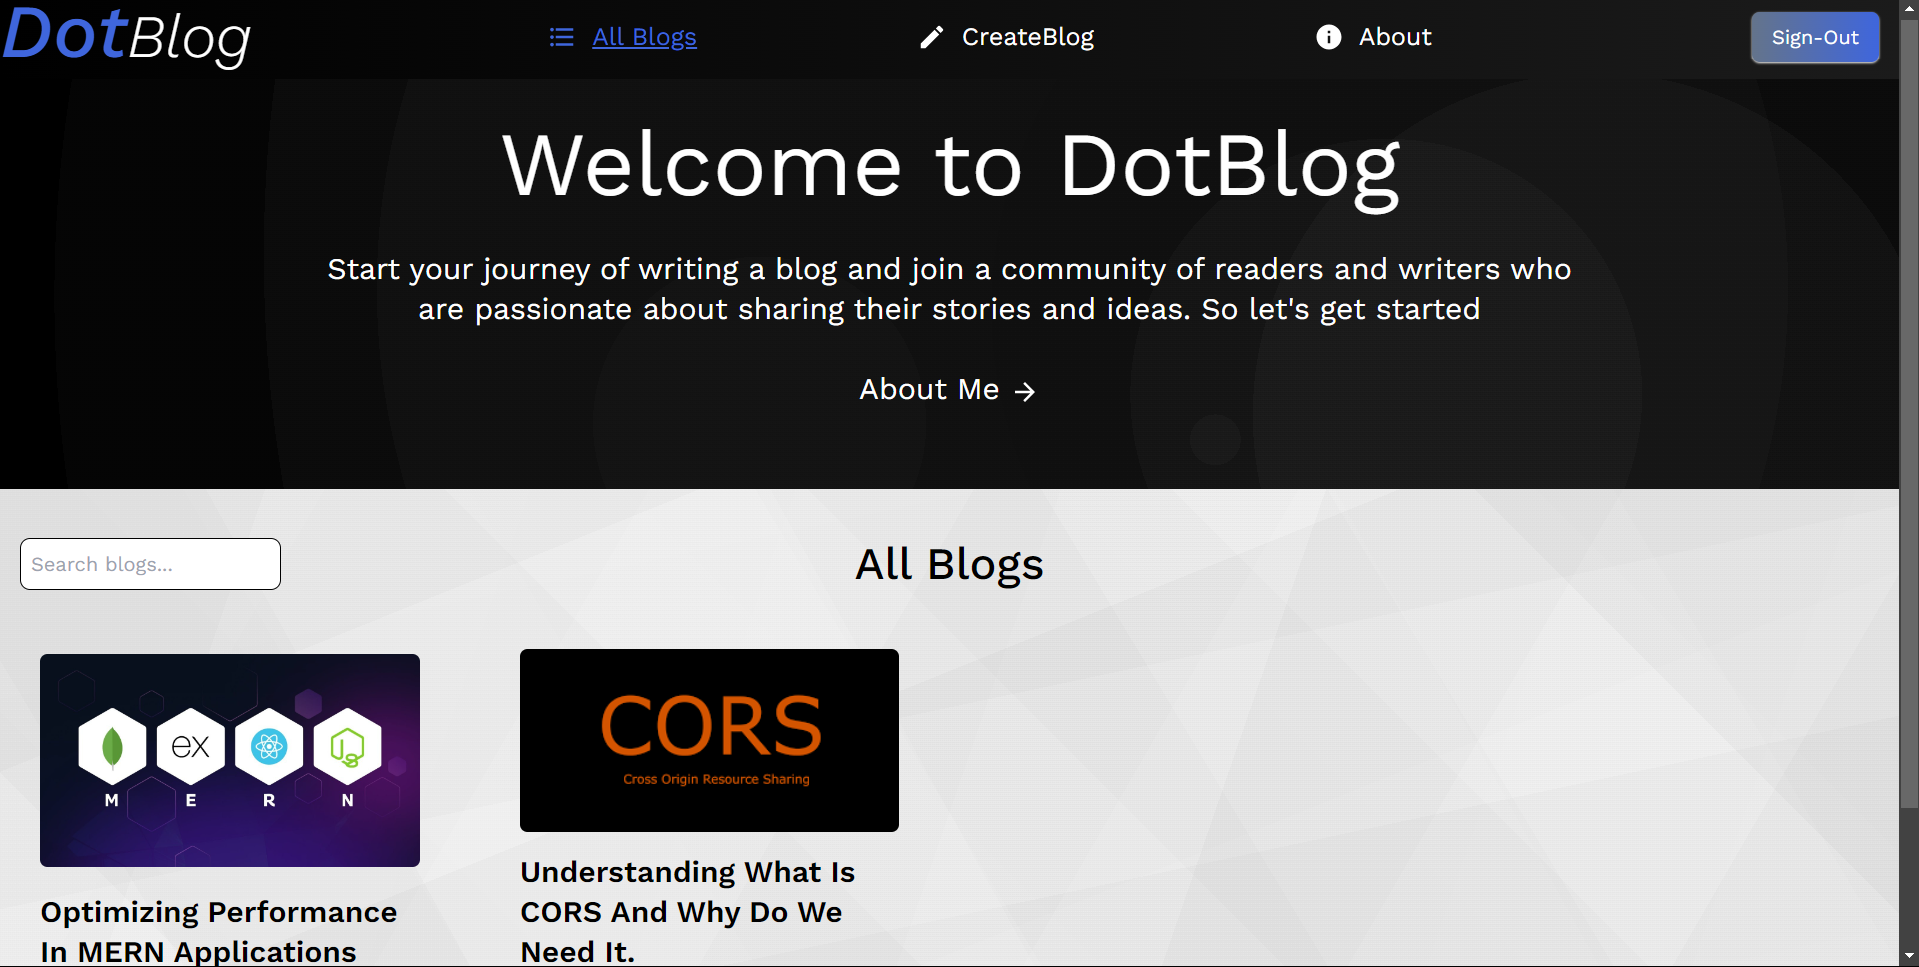 DotBlog
All Blogs
CreateBlog
About
Sign-Out
Welcome to DotBlog
Start your journey of writing a blog and join a community of readers and writers who
are passionate about sharing their stories and ideas. So let's get started
About Me →
Search blogs...
All Blogs
ex
M E R N
CORS
Cross Origin Resource Sharing
Optimizing Performance
In MERN Applications
Understanding What Is
CORS And Why Do We
Need It.